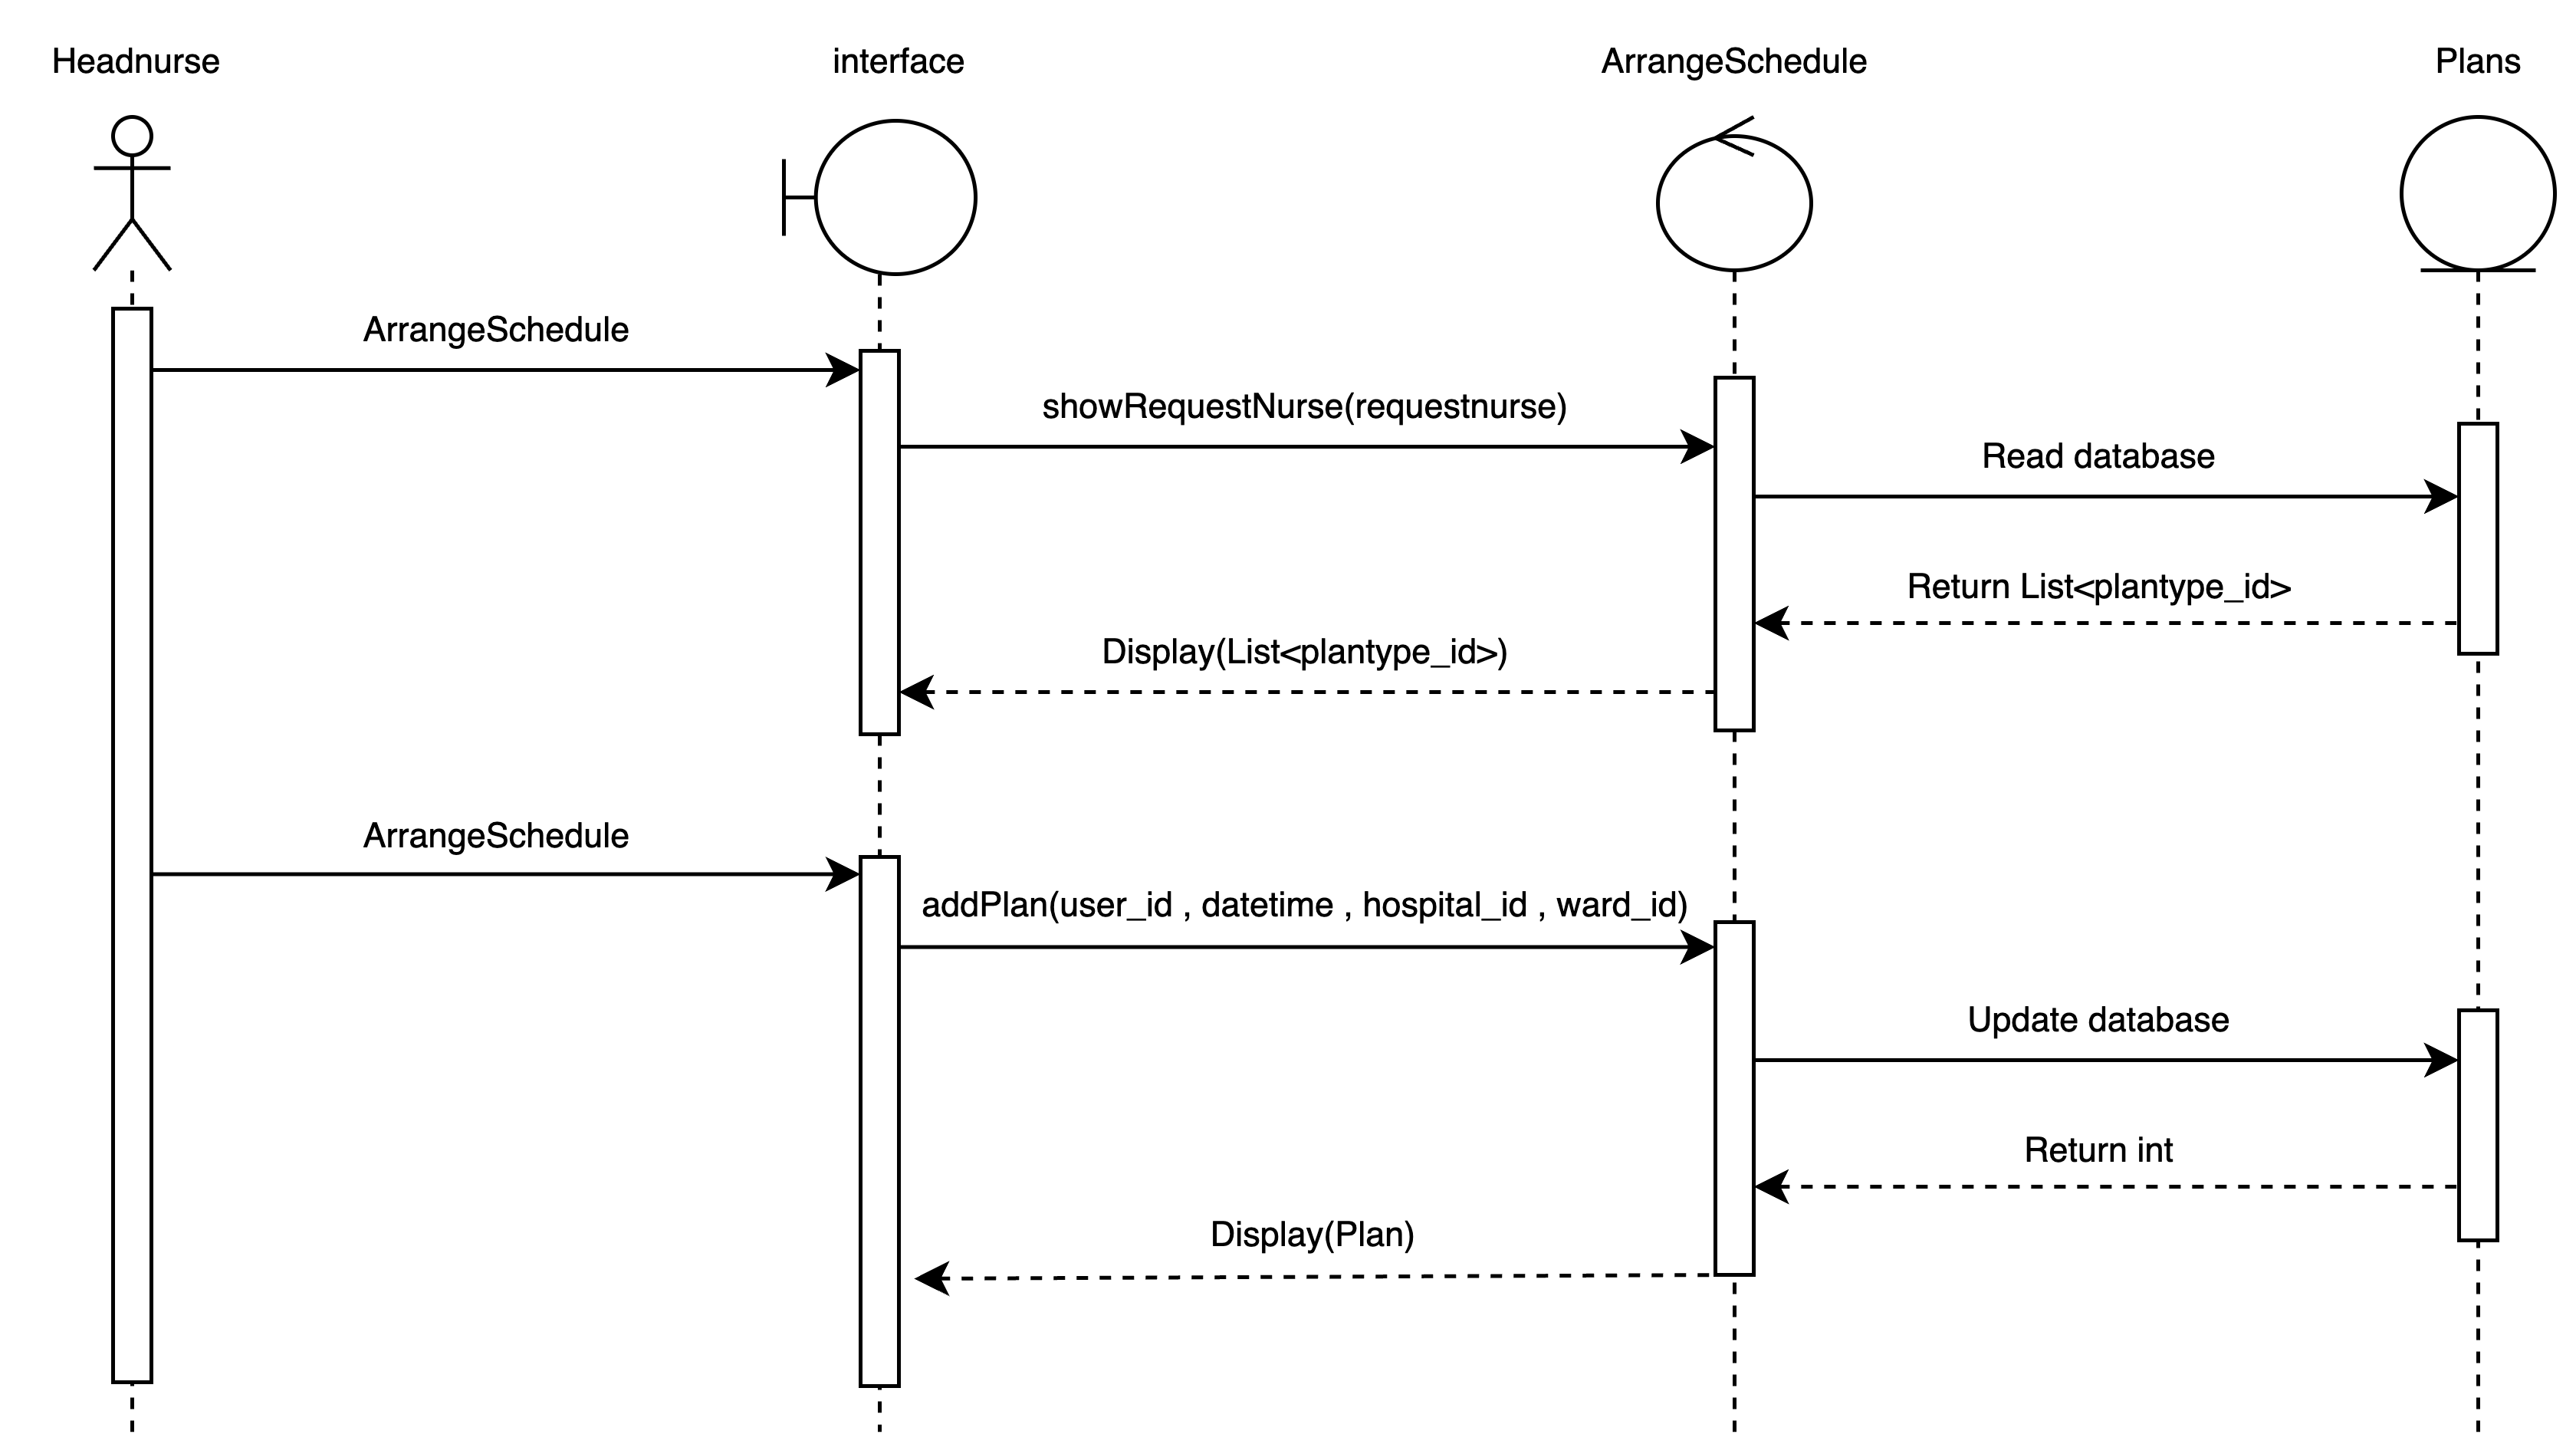 Headnurse
interface
ArrangeSchedule
Plans
ArrangeSchedule
showRequestNurse(requestnurse)
Read database
Return List<plantype_id>
Display(List<plantype_id>)
ArrangeSchedule
addPlan(user_id , datetime , hospital_id , ward_id)
Update database
Return int
Display(Plan)